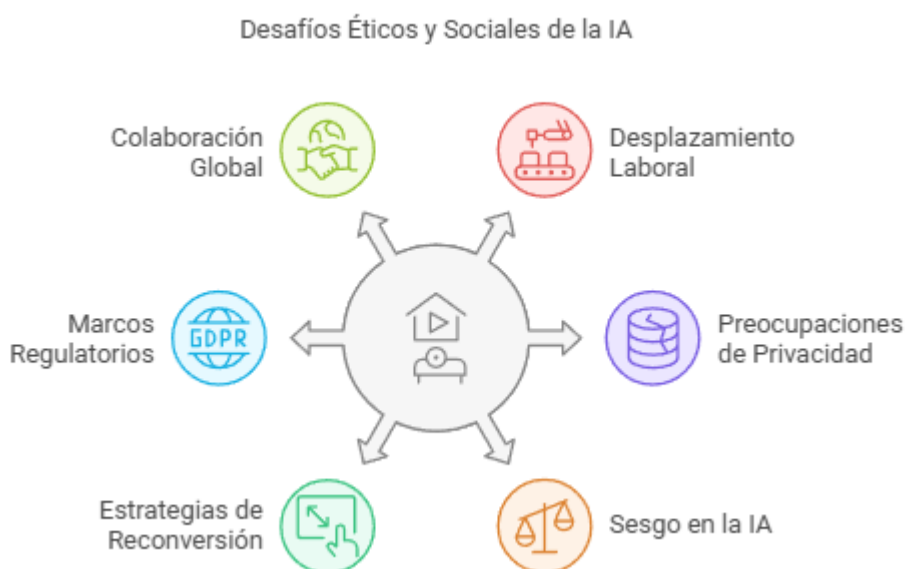 Desafíos Éticos y Sociales de la IA
Colaboración
Global
Desplazamiento
Laboral
Marcos
Regulatorios
GDPR
Preocupaciones
de Privacidad
Estrategias de
Reconversión
Sesgo en la IA